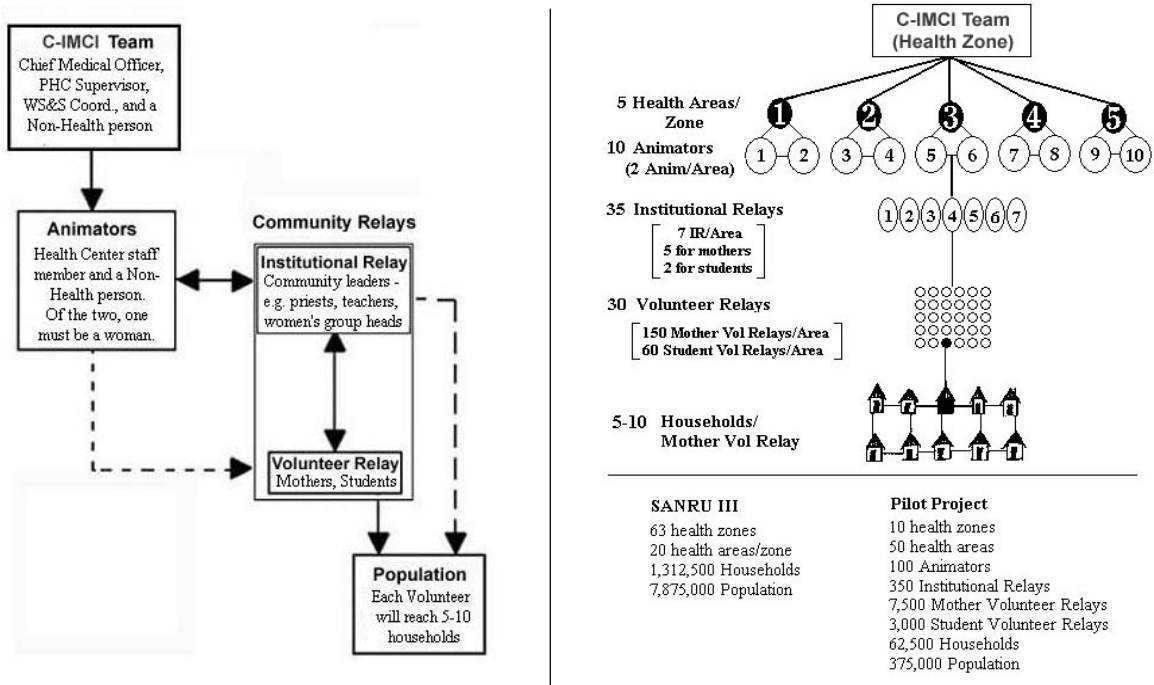 C-IMCI Team
Chief Medical Officer,
PHC Supervisor,
WS&S Coord., and a
Non-Health person
Animators
Health Center staff
member and a Non-
Health person.
Of the two, one
must be a woman.
Community Relays
Institutional Relay
Community leaders -
e.g. priests, teachers,
women's group heads
Volunteer Relay
Mothers, Students
Population
Each Volunteer
will reach 5-10
households
C-IMCI Team
(Health Zone)
5 Health Areas/
Zone
1 2 3 4 5
10 Animators
(2 Anim/Area)
1 2 3 4 5 6 7 8 9 10
35 Institutional Relays
7 IR/Area
5 for mothers
2 for students
1 2 3 4 5 6 7
30 Volunteer Relays
150 Mother Vol Relays/Area
60 Student Vol Relays/Area
5-10 Households/
Mother Vol Relay
SANRU III
63 health zones
20 health areas/zone
1,312,500 Households
7,875,000 Population
Pilot Project
10 health zones
50 health areas
100 Animators
350 Institutional Relays
7,500 Mother Volunteer Relays
3,000 Student Volunteer Relays
62,500 Households
375,000 Population